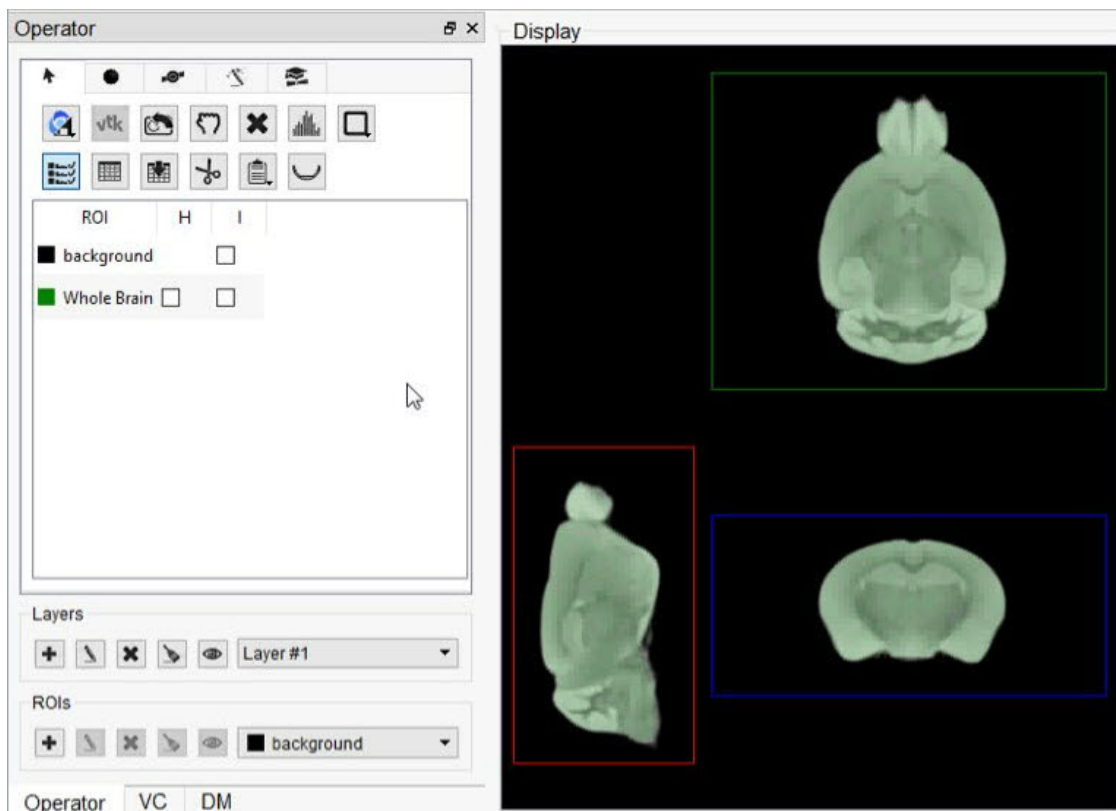 Operator
Display
vtk
ROI H I
background
Whole Brain
Layers
Layer #1
ROIs
background
Operator VC DM